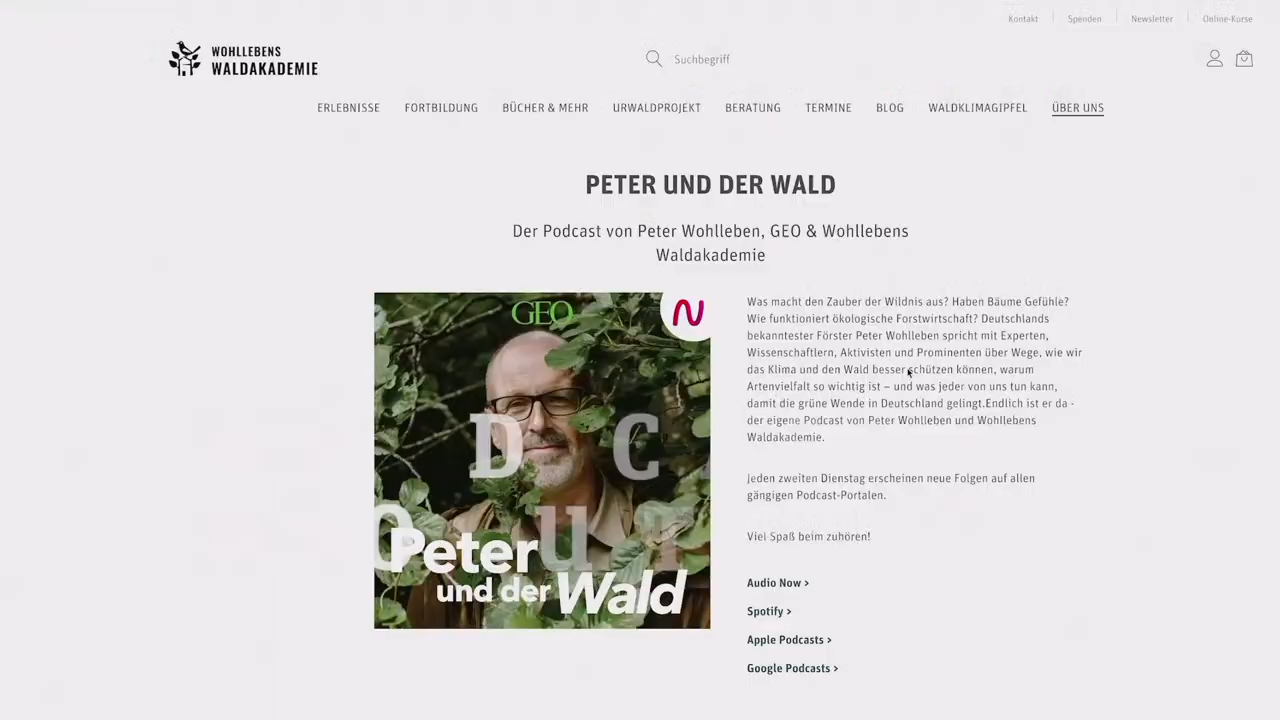 Kontakt
Spenden
Newsletter
Online-Kurse
WOHLLEBENS
WALDAKADEMIE
Suchbegriff
ERLEBNISSE
FORTBILDUNG
BÜCHER & MEHR
URWALDPROJEKT
BERATUNG
TERMINE
BLOG
WALDKLIMAGIPFEL
ÜBER UNS
PETER UND DER WALD
Der Podcast von Peter Wohlleben, GEO & Wohllebens
Waldakademie
GEO
D C
O U T
Peter
und der Wald
Was macht den Zauber der Wildnis aus? Haben Bäume Gefühle?
Wie funktioniert ökologische Forstwirtschaft? Deutschlands
bekanntester Förster Peter Wohlleben spricht mit Experten,
Wissenschaftlern, Aktivisten und Prominenten über Wege, wie wir
das Klima und den Wald besser schützen können, warum
Artenvielfalt so wichtig ist – und was jeder von uns tun kann,
damit die grüne Wende in Deutschland gelingt.Endlich ist er da -
der eigene Podcast von Peter Wohlleben und Wohllebens
Waldakademie.
Jeden zweiten Dienstag erscheinen neue Folgen auf allen
gängigen Podcast-Portalen.
Viel Spaß beim zuhören!
Audio Now >
Spotify >
Apple Podcasts >
Google Podcasts >